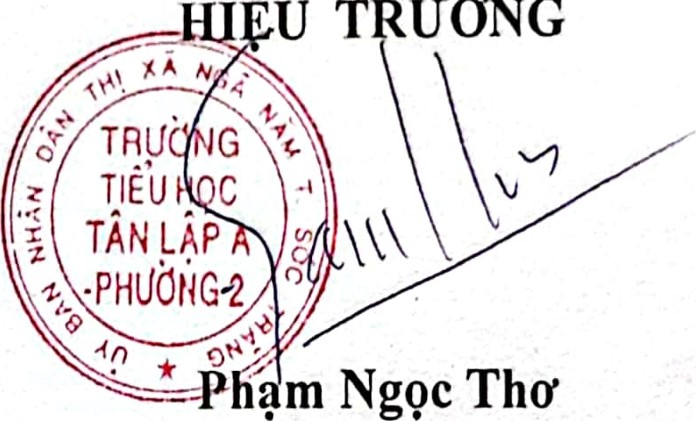 HIỆU TRƯỞNG
ỦY BAN NHÂN DÂN THỊ XÃ NGÃ NĂM T. SÓC TRĂNG ★
TRƯỜNG
TIỂU HỌC
TÂN LẬP A
-PHƯỜNG-2
Phạm Ngọc Thơ